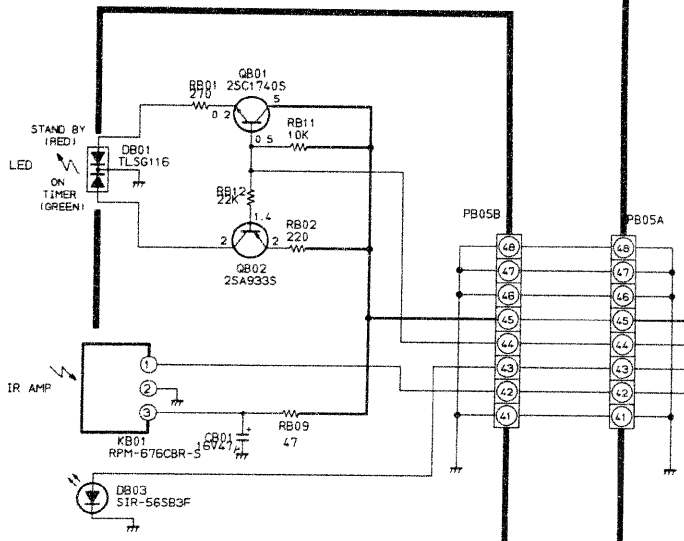 QB01
2SC1740S
RB01
270
5
0.2
RB11
10K
0.5
STAND BY
(RED)
DB01
TLSG116
LED
ON
TIMER
(GREEN)
RB12
22K
1.4
RB02
220
2
2
QB02
2SA933S
PB05B
PB05A
48
48
47
47
46
46
45
45
44
44
43
43
42
42
41
41
IR AMP
1
2
3
KB01
RPM-676CBR-S
CB01
16V47μ
+
RB09
47
DB03
SIR-56SB3F